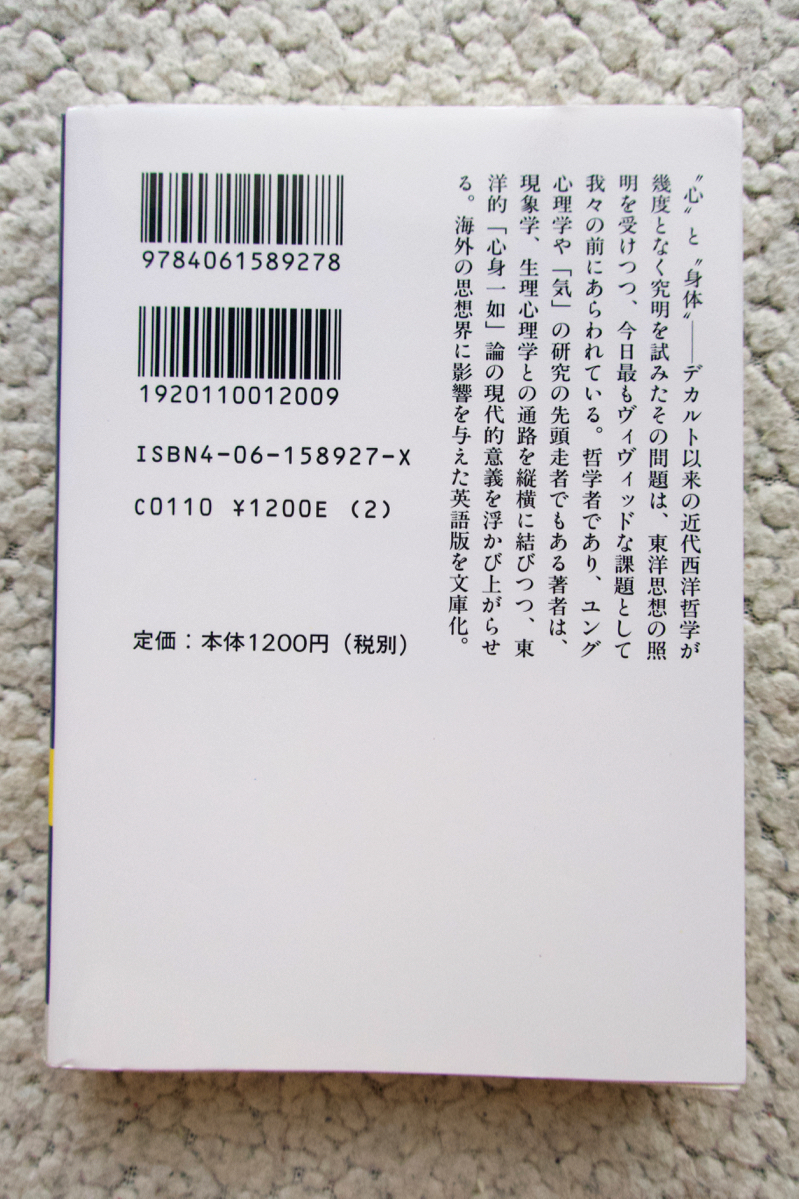 〝心〟と〝身体〟――デカルト以来の近代西洋哲学が
幾度となく究明を試みたその問題は、東洋思想の照
明を受けつつ、今日最もヴィヴィッドな課題として
我々の前にあらわれている。哲学者であり、ユング
心理学や「気」の研究の先頭走者でもある著者は、
現象学、生理心理学との通路を縦横に結びつつ、東
洋的「心身一如」論の現代的意義を浮かび上がらせ
る。海外の思想界に影響を与えた英語版を文庫化。
9784061589278
1920110012009
ISBN4-06-158927-X
C0110 ¥1200E (2)
定価：本体1200円（税別）